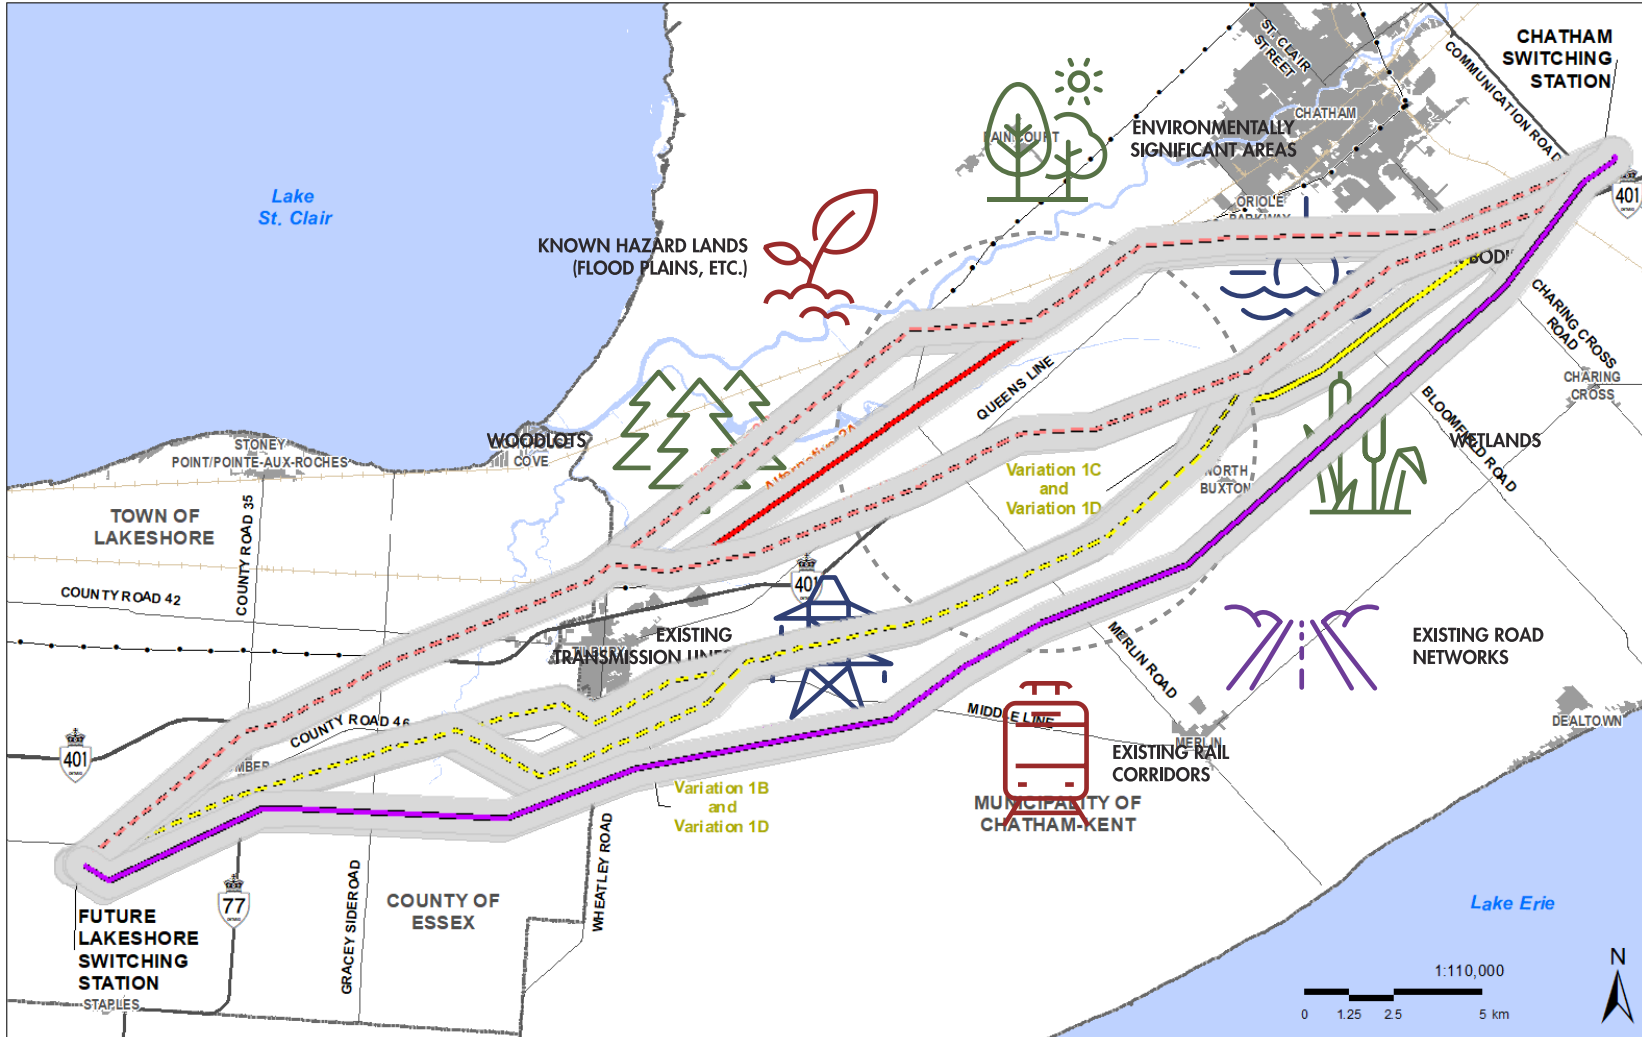 CHATHAM
SWITCHING
STATION
ST. CLAIR
STREET
COMMUNICATION ROAD
CHATHAM
ENVIRONMENTALLY
SIGNIFICANT AREAS
PAIN COURT
Lake
St. Clair
401
ORIOLE
PARKWAY
KNOWN HAZARD LANDS
(FLOOD PLAINS, ETC.)
CHARING CROSS
ROAD
CHARING
CROSS
QUEENS LINE
BLOOMFIELD ROAD
WETLANDS
WOODLOTS
COVE
STONEY
POINT/POINTE-AUX-ROCHES
Variation 1C
and
Variation 1D
NORTH
BUXTON
TOWN OF
LAKESHORE
COUNTY ROAD 35
COUNTY ROAD 42
401
EXISTING
TRANSMISSION LINES
TILBURY
MERLIN ROAD
EXISTING ROAD
NETWORKS
COUNTY ROAD 46
MIDDLE LINE
DEALTOWN
MERLIN
401
EXISTING RAIL
CORRIDORS
Variation 1B
and
Variation 1D
MUNICIPALITY OF
CHATHAM-KENT
WHEATLEY ROAD
GRACEY SIDEROAD
77
COUNTY OF
ESSEX
Lake Erie
FUTURE
LAKESHORE
SWITCHING
STATION
STAPLES
N
1:110,000
0 1.25 2.5 5 km